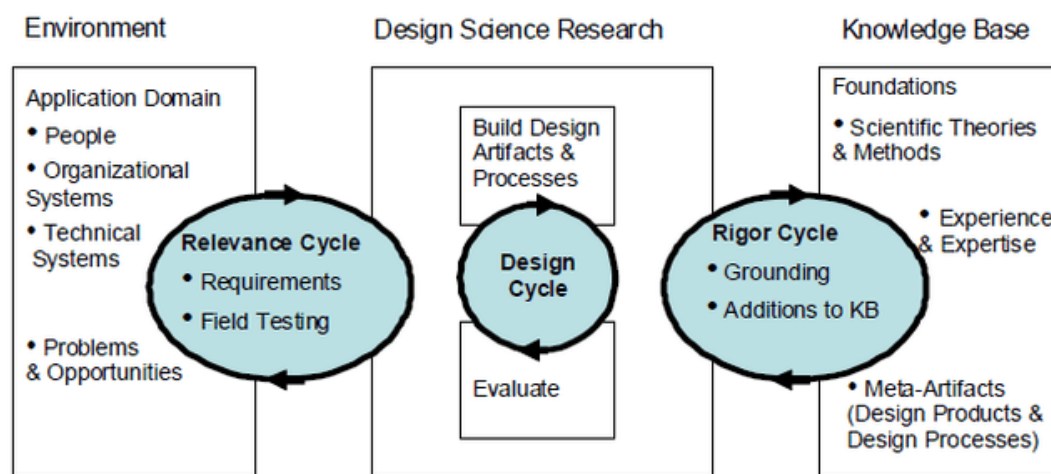 Environment
Design Science Research
Knowledge Base
Application Domain
• People
• Organizational
Systems
• Technical
Systems
• Problems
& Opportunities
Relevance Cycle
• Requirements
• Field Testing
Build Design
Artifacts &
Processes
Design
Cycle
Evaluate
Rigor Cycle
• Grounding
• Additions to KB
Foundations
• Scientific Theories
& Methods
• Experience
& Expertise
• Meta-Artifacts
(Design Products &
Design Processes)